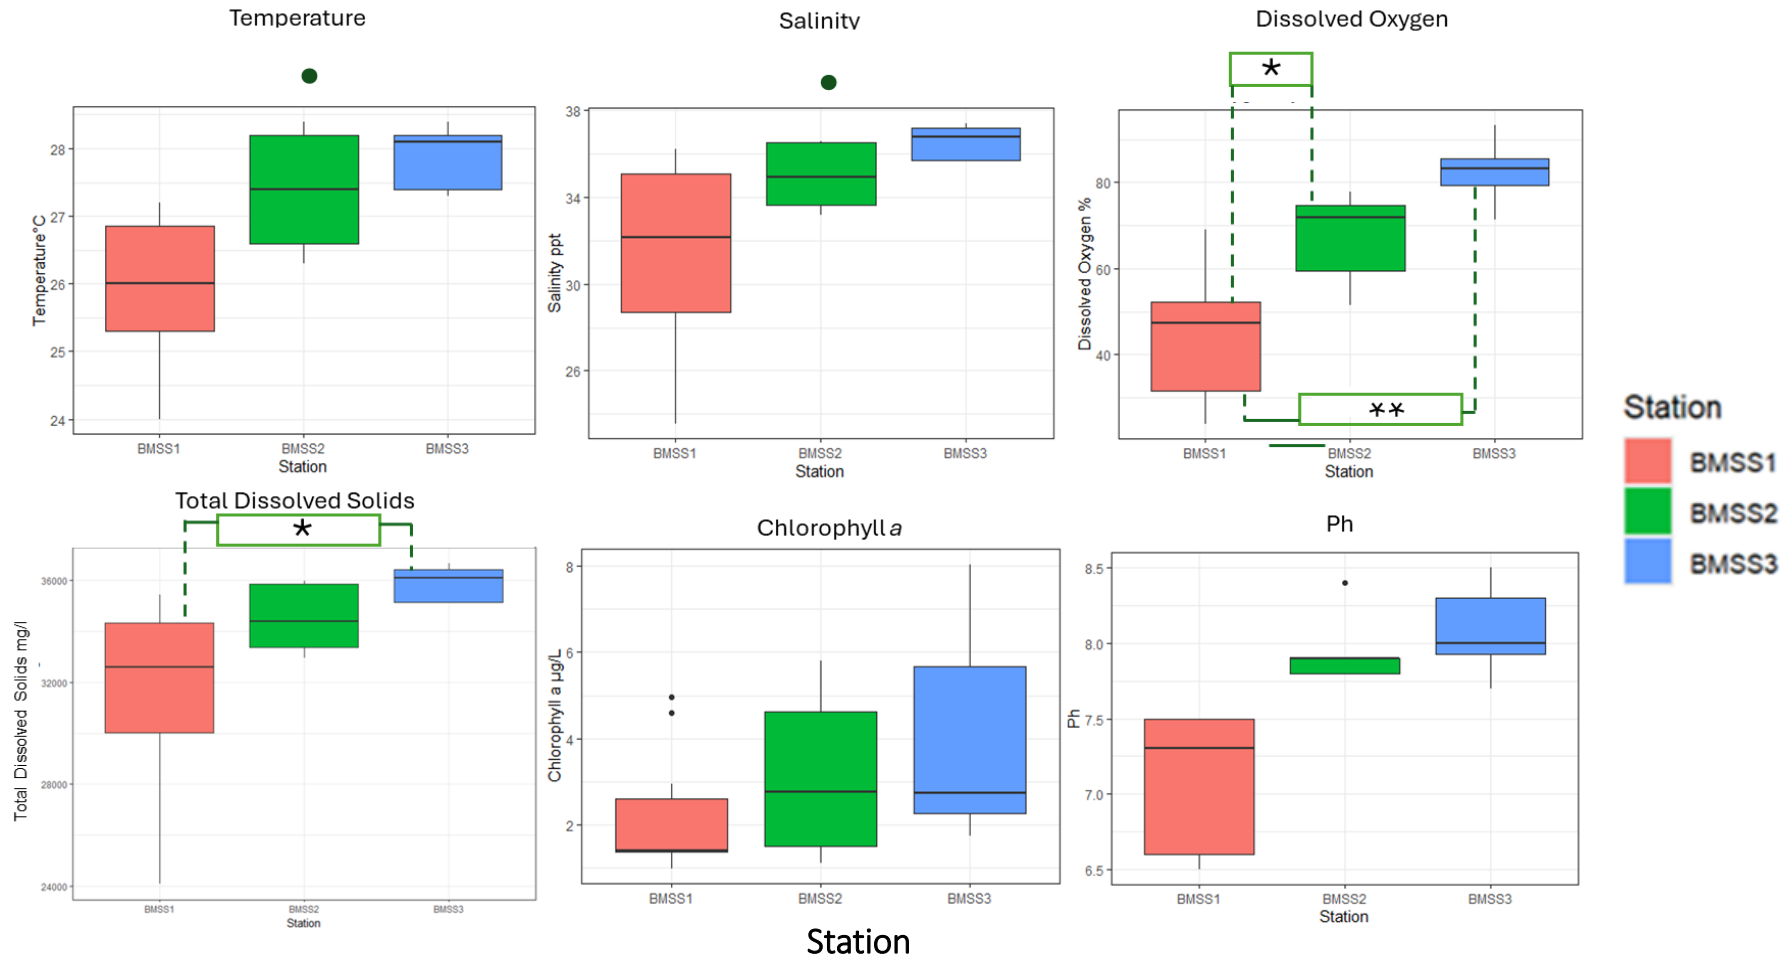 Temperature
Temperature°C
28
27
26
25
24
BMSS1 BMSS2 BMSS3
Station
Salinity
Salinity ppt
38
34
30
26
BMSS1 BMSS2 BMSS3
Station
Dissolved Oxygen
*
Dissolved Oxygen %
80
60
40
**
BMSS1 BMSS2 BMSS3
Station
Total Dissolved Solids
*
Total Dissolved Solids mg/l
36000
32000
28000
24000
BMSS1 BMSS2 BMSS3
Station
Chlorophyll a
Chlorophyll a µg/L
8
6
4
2
BMSS1 BMSS2 BMSS3
Ph
Ph
8.5
8.0
7.5
7.0
6.5
BMSS1 BMSS2 BMSS3
Station
Station
Station
BMSS1
BMSS2
BMSS3